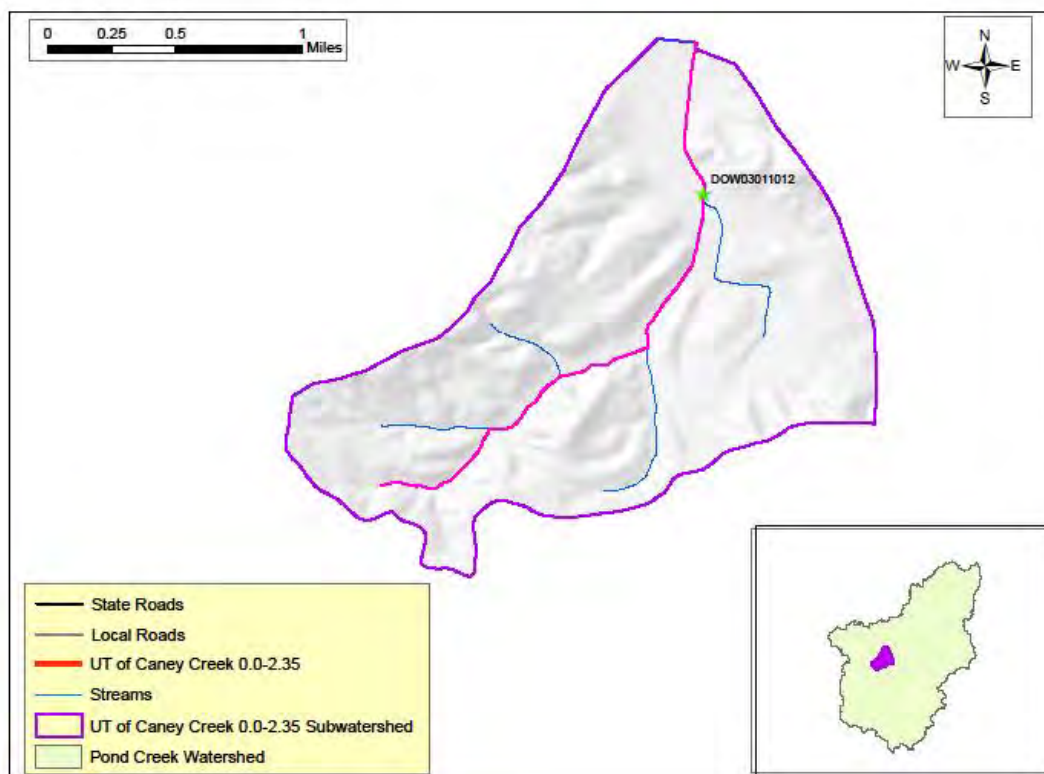 0 0.25 0.5 1
Miles
N
W E
S
DOW03011012
State Roads
Local Roads
UT of Caney Creek 0.0-2.35
Streams
UT of Caney Creek 0.0-2.35 Subwatershed
Pond Creek Watershed